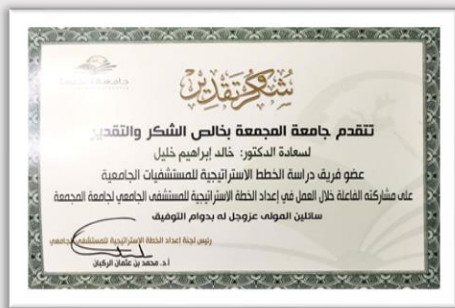 جامعة المجمعة
شكر وتقدير
تتقدم جامعة المجمعة بخالص الشكر والتقدير
لسعادة الدكتور: خالد إبراهيم خليل
عضو فريق دراسة الخطط الاستراتيجية للمستشفيات الجامعية
على مشاركته الفاعلة خلال العمل في إعداد الخطة الاستراتيجية للمستشفى الجامعي لجامعة المجمعة
سائلين المولى عزوجل له بدوام التوفيق
رئيس لجنة إعداد الخطة الاستراتيجية للمستشفى الجامعي
أ.د. محمد بن عثمان الركبان